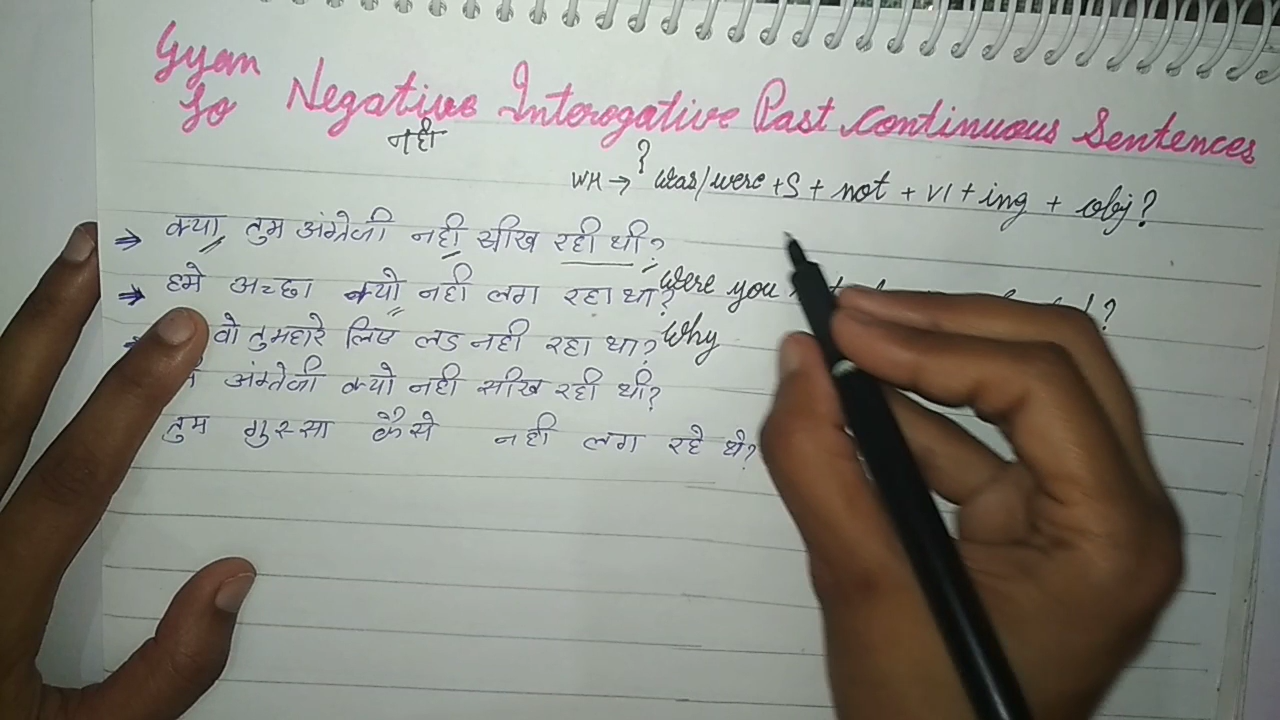 Gyan
So Negative Interogative Past Continuous Sentences
नही
WH → ? was/were + S + not + V1 + ing + obj?
⇒ क्या, तुम अंग्रेजी नही सीख रही थी?
Were you ?
⇒ हमे अच्छा क्यो नही लग रहा था?
Why
वो तुमहारे लिए लड नही रहा था?
अंग्रेजी क्यो नही सीख रही थी?
तुम गुस्सा कैसे नही लग रहे थे?